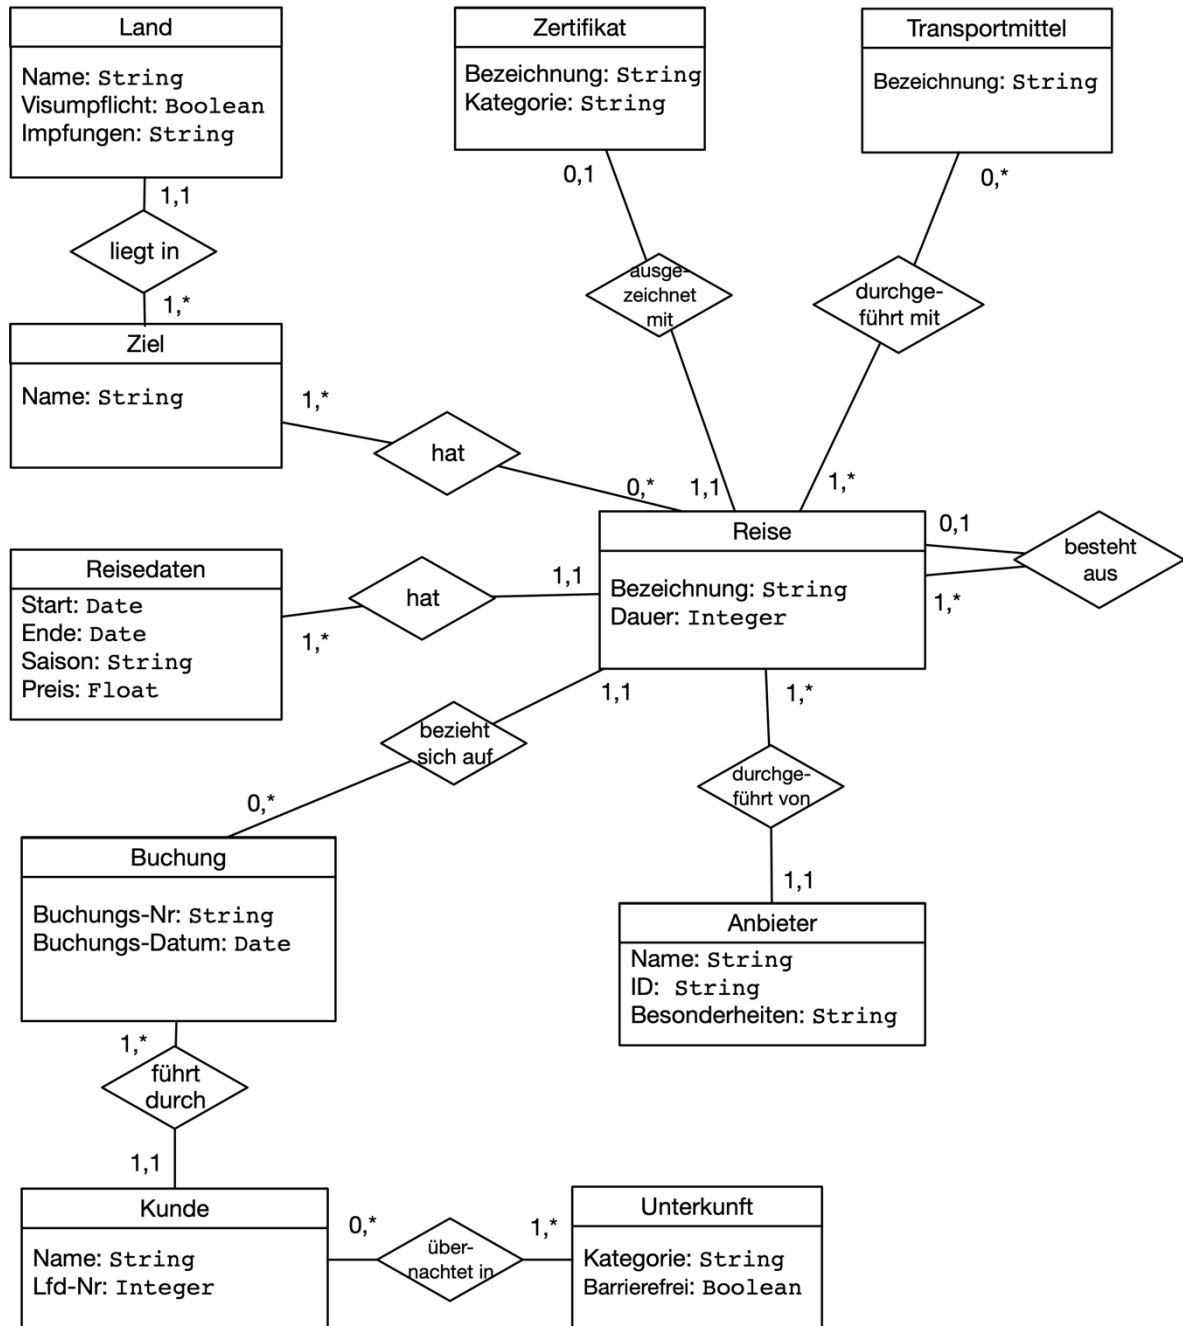 Land
Name: String
Visumpflicht: Boolean
Impfungen: String
Zertifikat
Bezeichnung: String
Kategorie: String
Transportmittel
Bezeichnung: String
1,1
liegt in
1,*
0,1
ausge-
zeichnet
mit
1,1
0,*
durchge-
führt mit
1,*
Ziel
Name: String
1,*
hat
0,*
Reise
Bezeichnung: String
Dauer: Integer
0,1
besteht
aus
1,*
Reisedaten
Start: Date
Ende: Date
Saison: String
Preis: Float
1,*
hat
1,1
1,1
bezieht
sich auf
0,*
1,*
durchge-
führt von
1,1
Buchung
Buchungs-Nr: String
Buchungs-Datum: Date
Anbieter
Name: String
ID: String
Besonderheiten: String
1,*
führt
durch
1,1
Kunde
Name: String
Lfd-Nr: Integer
0,*
über-
nachtet in
1,*
Unterkunft
Kategorie: String
Barrierefrei: Boolean